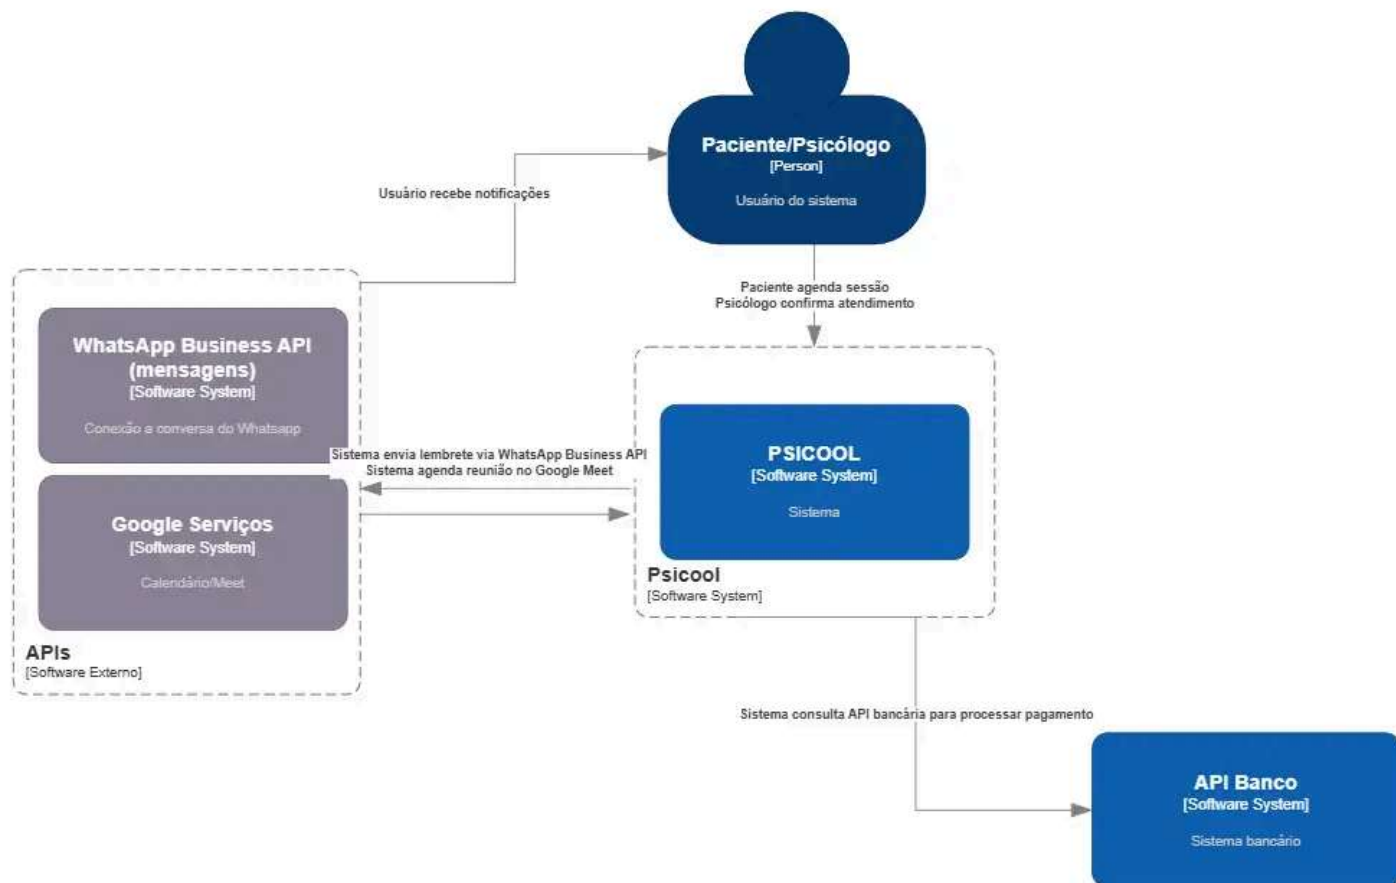 Paciente/Psicólogo
[Person]
Usuário do sistema
Usuário recebe notificações
Paciente agenda sessão
Psicólogo confirma atendimento
WhatsApp Business API
(mensagens)
[Software System]
Conexão a conversa do Whatsapp
Sistema envia lembrete via WhatsApp Business API
Sistema agenda reunião no Google Meet
Google Serviços
[Software System]
Calendário/Meet
APIs
[Software Externo]
PSICOOL
[Software System]
Sistema
Psicool
[Software System]
Sistema consulta API bancária para processar pagamento
API Banco
[Software System]
Sistema bancário